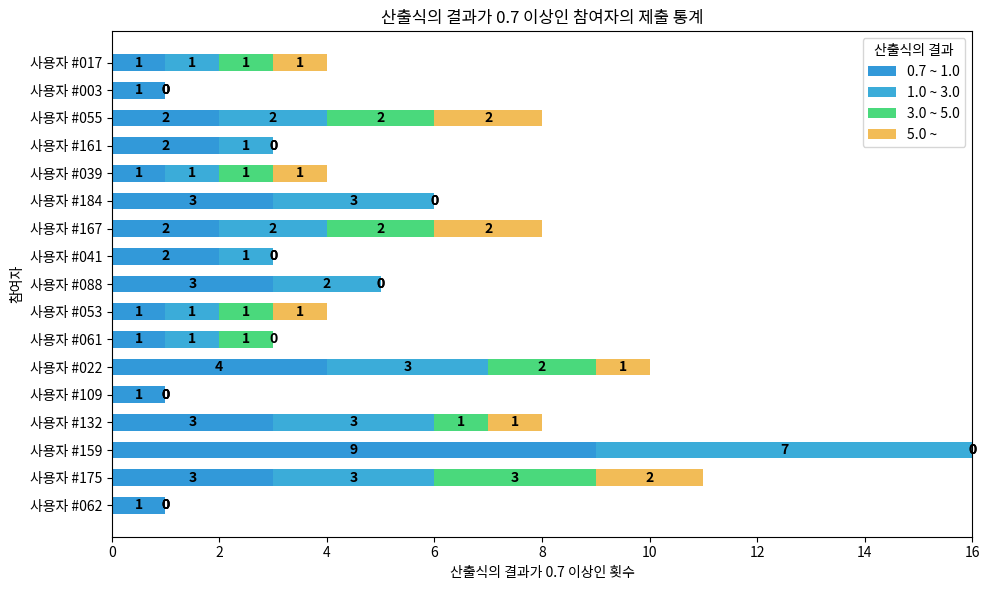 산출식의 결과가 0.7 이상인 참여자의 제출 통계
산출식의 결과
0.7 ~ 1.0
1.0 ~ 3.0
3.0 ~ 5.0
5.0 ~
참여자
사용자 #017 1 1 1 1
사용자 #003 1 0
사용자 #055 2 2 2 2
사용자 #161 2 1 0
사용자 #039 1 1 1 1
사용자 #184 3 3 0
사용자 #167 2 2 2 2
사용자 #041 2 1 0
사용자 #088 3 2 0
사용자 #053 1 1 1 1
사용자 #061 1 1 1 0
사용자 #022 4 3 2 1
사용자 #109 1 0
사용자 #132 3 3 1 1
사용자 #159 9 7 0
사용자 #175 3 3 3 2
사용자 #062 1 0
0 2 4 6 8 10 12 14 16
산출식의 결과가 0.7 이상인 횟수